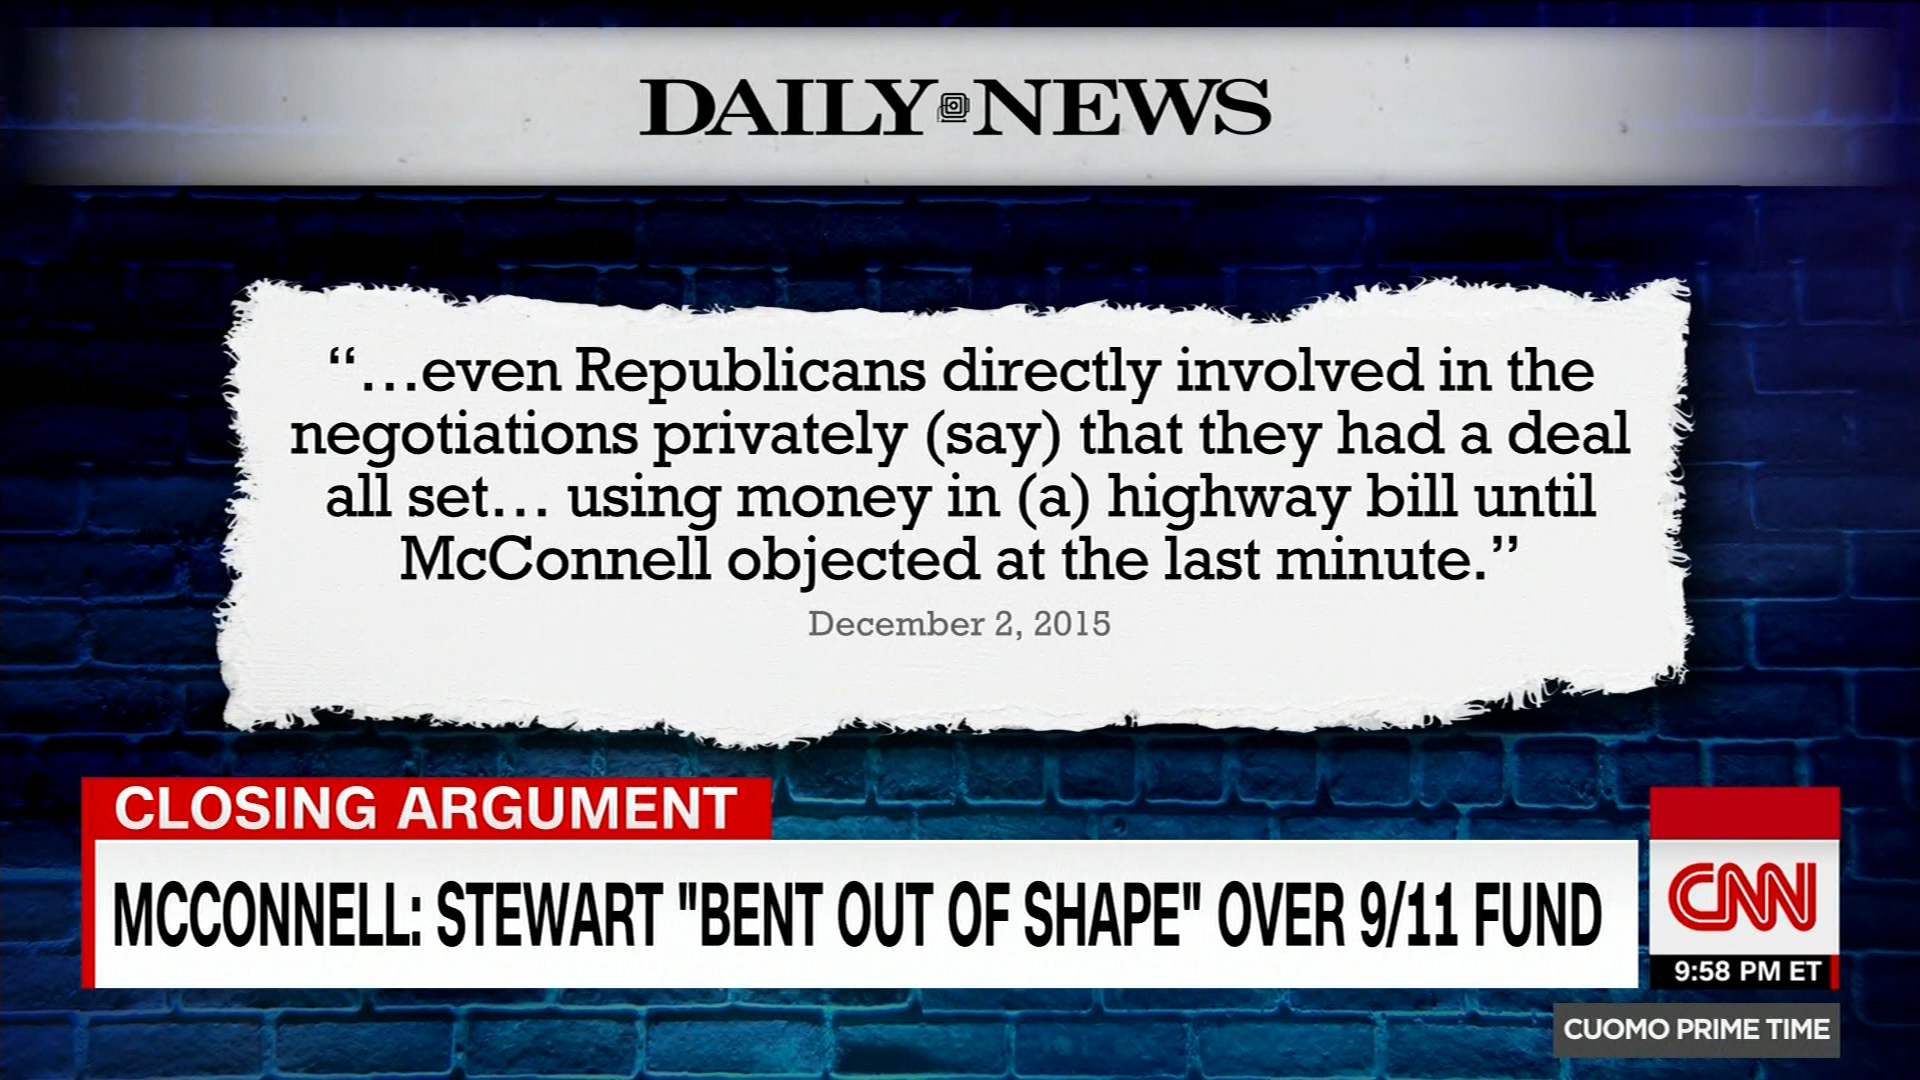 DAILY NEWS
“…even Republicans directly involved in the
negotiations privately (say) that they had a deal
all set… using money in (a) highway bill until
McConnell objected at the last minute.”
December 2, 2015
CLOSING ARGUMENT
MCCONNELL: STEWART "BENT OUT OF SHAPE" OVER 9/11 FUND
CNN
9:58 PM ET
CUOMO PRIME TIME